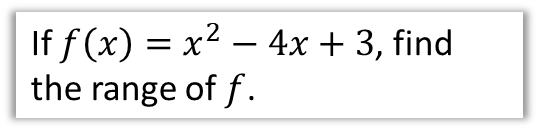 If f(x) = x² − 4x + 3, find
the range of f.